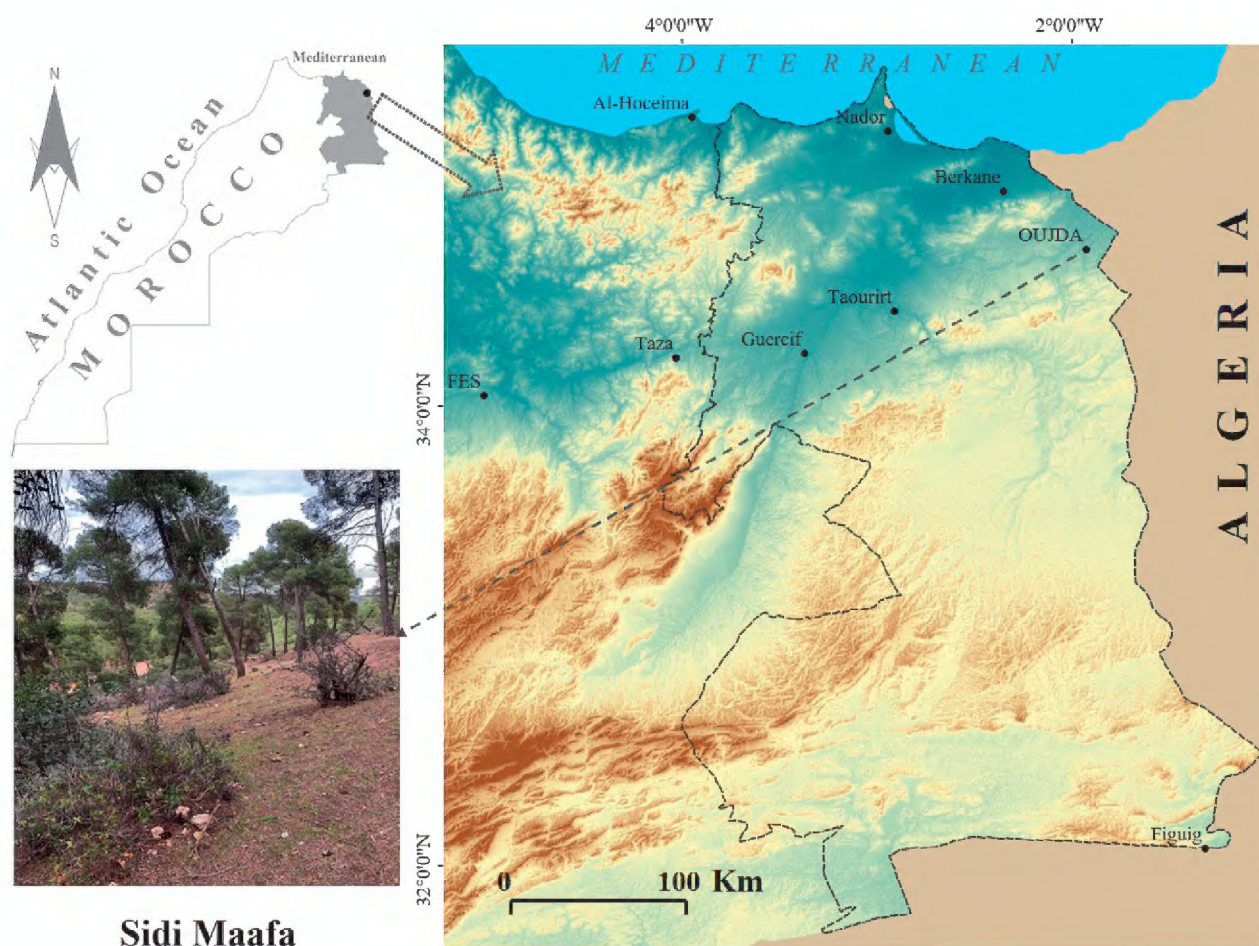 4°0'0"W
2°0'0"W
Mediterranean
N
S
Atlantic Ocean
MOROCCO
MEDITERRANEAN
Al-Hoceima
Nador
Berkane
OUJDA
Taourirt
Guercif
Taza
FES
34°0'0"N
ALGERIA
Figuig
32°0'0"N
0 100 Km
Sidi Maafa